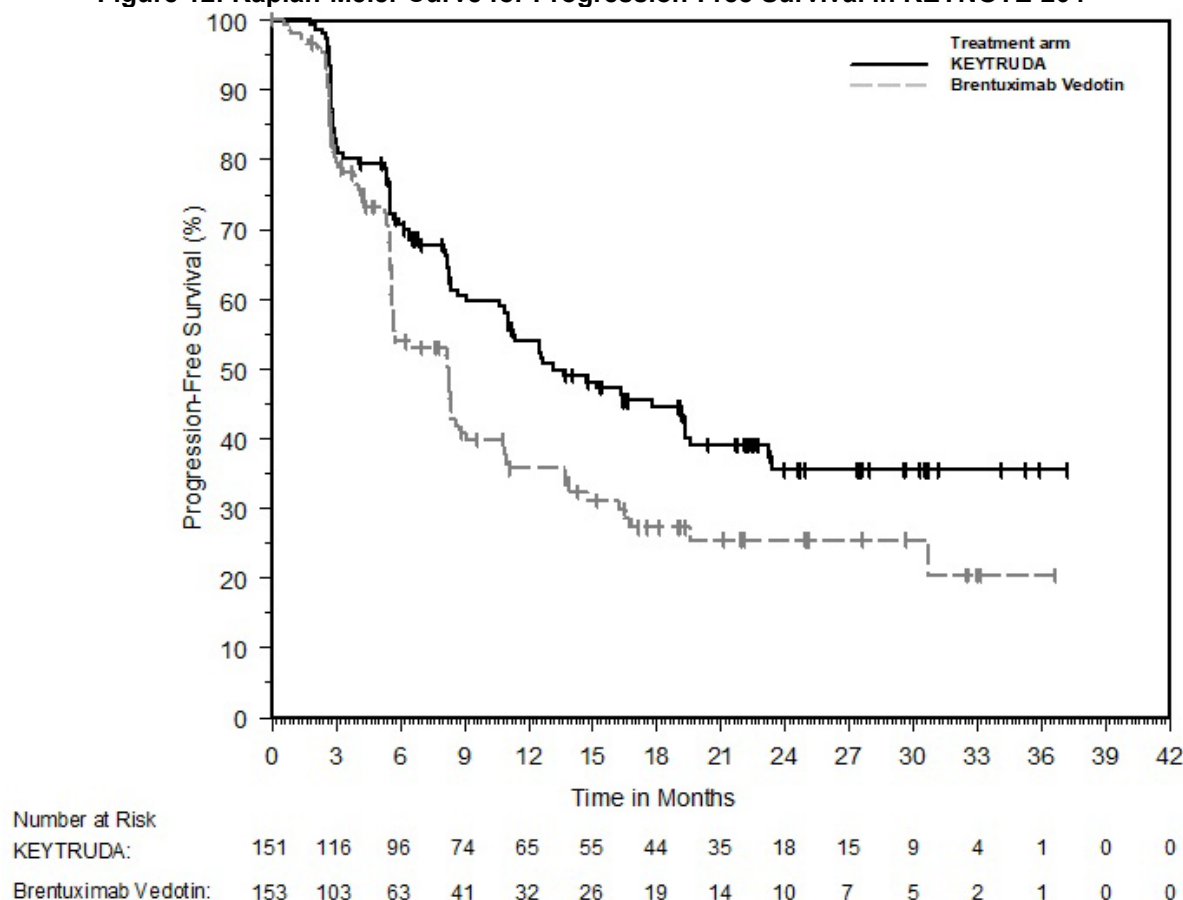 Treatment arm
KEYTRUDA
Brentuximab Vedotin
Progression-Free Survival (%)
100
90
80
70
60
50
40
30
20
10
0
0 3 6 9 12 15 18 21 24 27 30 33 36 39 42
Time in Months
Number at Risk
KEYTRUDA: 151 116 96 74 65 55 44 35 18 15 9 4 1 0 0
Brentuximab Vedotin: 153 103 63 41 32 26 19 14 10 7 5 2 1 0 0